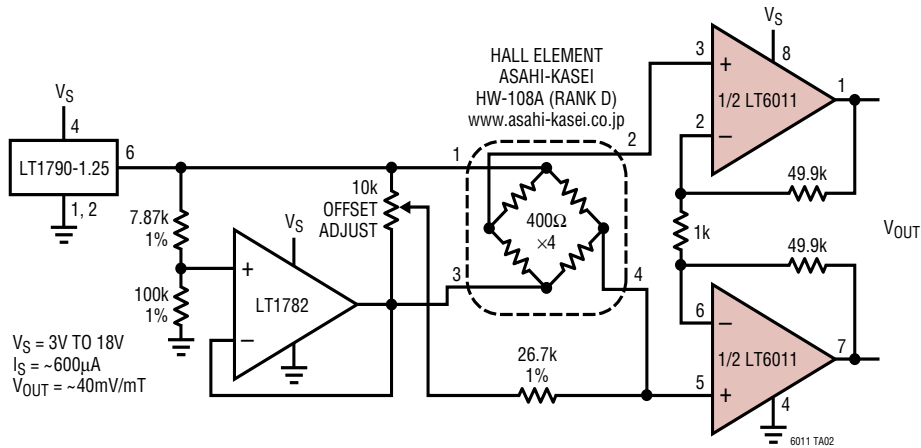 HALL ELEMENT
ASAHI-KASEI
HW-108A (RANK D)
www.asahi-kasei.co.jp
VS
4
LT1790-1.25
6
1, 2
7.87k
1%
100k
1%
VS
+
LT1782
−
10k
OFFSET
ADJUST
1
2
400Ω
×4
3
4
26.7k
1%
VS
8
3
+
1/2 LT6011
1
2
−
49.9k
1k
VOUT
49.9k
6
−
1/2 LT6011
7
5
+
4
VS = 3V TO 18V
IS = ~600µA
VOUT = ~40mV/mT
6011 TA02